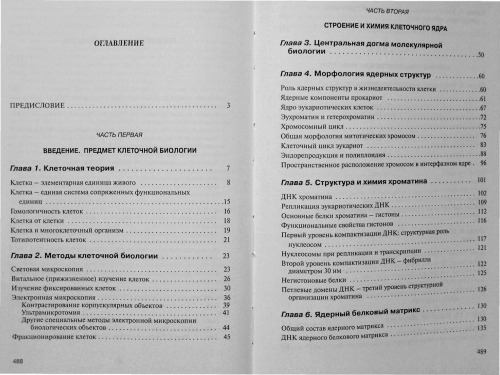 ОГЛАВЛЕНИЕ
ПРЕДИСЛОВИЕ 3
ЧАСТЬ ПЕРВАЯ
ВВЕДЕНИЕ. ПРЕДМЕТ КЛЕТОЧНОЙ БИОЛОГИИ
Глава 1. Клеточная теория 7
Клетка – элементарная единица живого 8
Клетка – единая система сопряженных функциональных
единиц 15
Гомологичность клеток 16
Клетка от клетки 18
Клетка и многоклеточный организм 19
Тотипотентность клеток 21
Глава 2. Методы клеточной биологии 23
Световая микроскопия 23
Витальное (прижизненное) изучение клеток 26
Изучение фиксированных клеток 30
Электронная микроскопия 36
Контрастирование корпускулярных объектов 39
Ультрамикротомия 41
Другие специальные методы электронной микроскопии
биологических объектов 44
Фракционирование клеток 45
488
ЧАСТЬ ВТОРАЯ
СТРОЕНИЕ И ХИМИЯ КЛЕТОЧНОГО ЯДРА
Глава 3. Центральная догма молекулярной
биологии 50
Глава 4. Морфология ядерных структур 60
Роль ядерных структур в жизнедеятельности клетки 60
Ядерные компоненты прокариот 61
Ядро эукариотических клеток 67
Эухроматин и гетерохроматин 72
Хромосомный цикл 75
Общая морфология митотических хромосом 76
Клеточный цикл эукариот 83
Эндорепродукция и полиплоидия 88
Пространственное расположение хромосом в интерфазном ядре 96
Глава 5. Структура и химия хроматина 101
ДНК хроматина 102
Репликация эукариотических ДНК 109
Основные белки хроматина – гистоны 112
Функциональные свойства гистонов 116
Первый уровень компактизации ДНК: структурная роль
нуклеосом 117
Нуклеосомы при репликации и транскрипции 121
Второй уровень компактизации ДНК – фибрилла
диаметром 30 нм 125
Негистоновые белки
Петлевые домены ДНК – третий уровень структурной
организации хроматина 126
Глава 6. Ядерный белковый матрикс 130
Общий состав ядерного матрикса 130
ДНК ядерного белкового матрикса 135
489